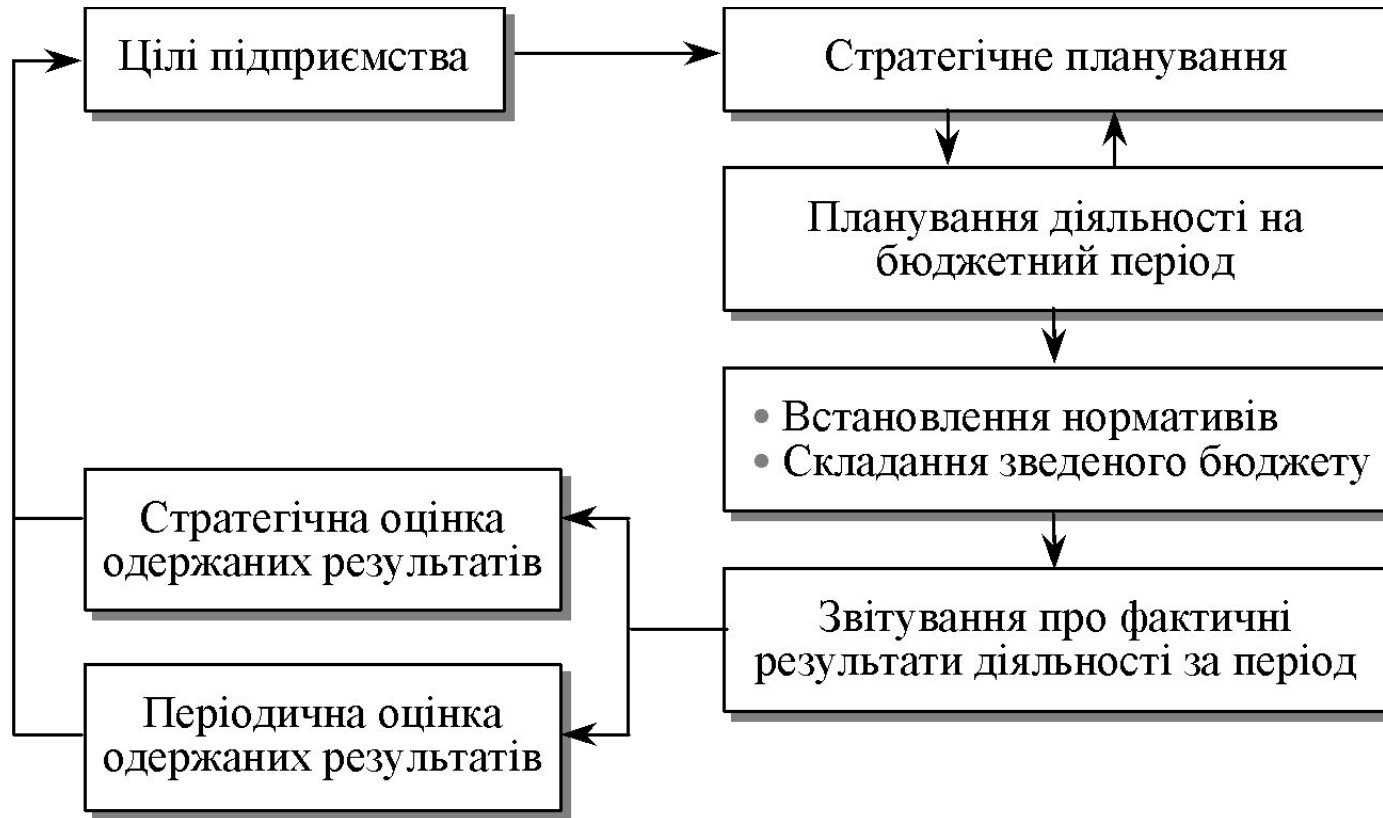 Цілі підприємства
Стратегічне планування
Планування діяльності на
бюджетний період
• Встановлення нормативів
• Складання зведеного бюджету
Стратегічна оцінка
одержаних результатів
Звітування про фактичні
результати діяльності за період
Періодична оцінка
одержаних результатів